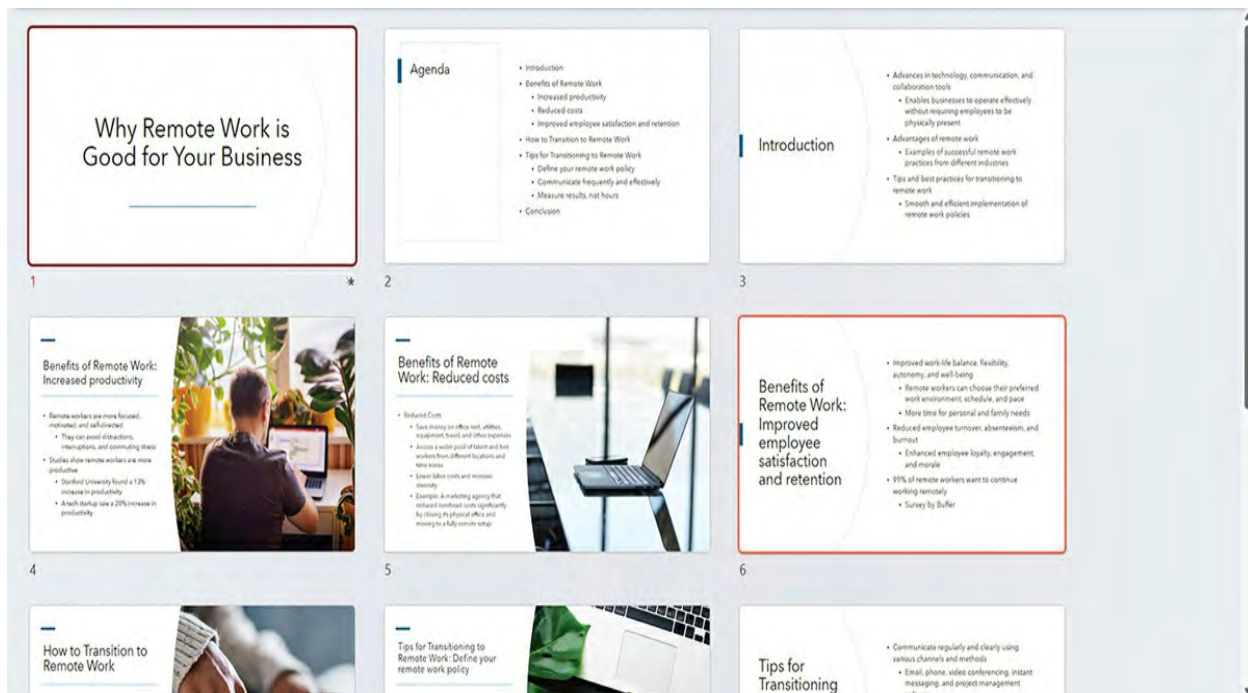 Why Remote Work is
Good for Your Business
1
Agenda
• Introduction
• Benefits of Remote Work
• Increased productivity
• Reduced costs
• Improved employee satisfaction and retention
• How to Transition to Remote Work
• Tips for Transitioning to Remote Work
• Define your remote work policy
• Communicate frequently and effectively
• Measure results, not hours
• Conclusion
2
Introduction
• Advances in technology, communication, and
collaboration tools
• Enables businesses to operate effectively
without requiring employees to be
physically present
• Advantages of remote work
• Examples of successful remote work
practices from different industries
• Tips and best practices for transitioning to
remote work
• Smooth and efficient implementation of
remote work policies
3
Benefits of Remote Work:
Increased productivity
• Remote workers are more focused,
motivated, and self-directed
• They can avoid distractions,
interruptions, and commuting stress
• Studies show remote workers are more
productive
• Stanford University found a 13%
increase in productivity
• A tech startup saw a 20% increase in
productivity
4
Benefits of Remote
Work: Reduced costs
• Reduced Costs
• Save money on office rent, utilities,
equipment, travel, and other expenses
• Access a wider pool of talent and hire
workers from different locations and
time zones
• Lower labor costs and increase
diversity
• Example: A marketing agency that
reduced overhead costs significantly
by closing its physical office and
moving to a fully remote setup
5
Benefits of
Remote Work:
Improved
employee
satisfaction
and retention
• Improved work-life balance, flexibility,
autonomy, and well-being
• Remote workers can choose their preferred
work environment, schedule, and pace
• More time for personal and family needs
• Reduced employee turnover, absenteeism, and
burnout
• Enhanced employee loyalty, engagement,
and morale
• 99% of remote workers want to continue
working remotely
• Survey by Buffer
6
How to Transition to
Remote Work
Tips for Transitioning to
Remote Work: Define your
remote work policy
Tips for
Transitioning
• Communicate regularly and clearly using
various channels and methods
• Email, phone, video conferencing, instant
messaging, and project management